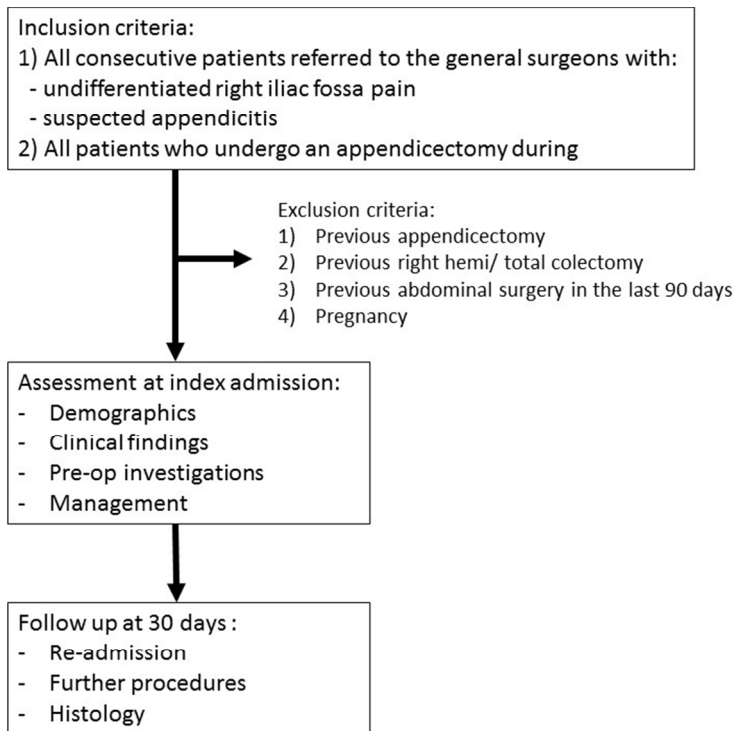 Inclusion criteria:
1) All consecutive patients referred to the general surgeons with:
- undifferentiated right iliac fossa pain
- suspected appendicitis
2) All patients who undergo an appendicectomy during
Exclusion criteria:
1) Previous appendicectomy
2) Previous right hemi/ total colectomy
3) Previous abdominal surgery in the last 90 days
4) Pregnancy
Assessment at index admission:
- Demographics
- Clinical findings
- Pre-op investigations
- Management
Follow up at 30 days :
- Re-admission
- Further procedures
- Histology